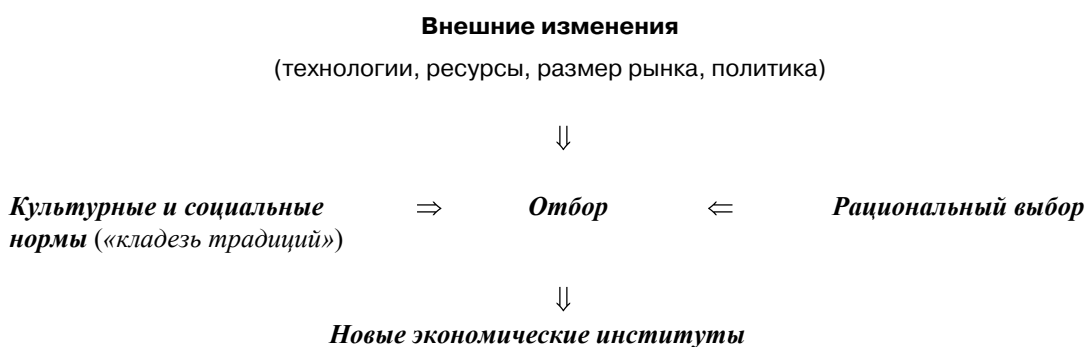 Внешние изменения
(технологии, ресурсы, размер рынка, политика)
⇓
Культурные и социальные ⇒ Отбор ⇐ Рациональный выбор
нормы («кладезь традиций»)
⇓
Новые экономические институты